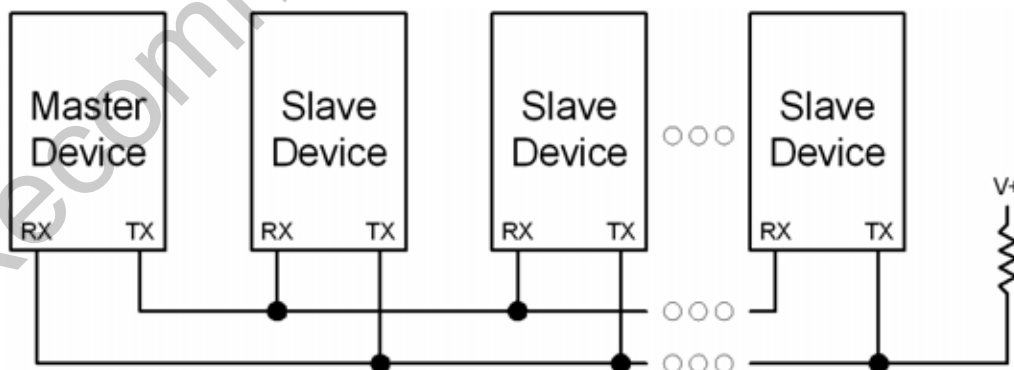 Master
Device
Slave
Device
Slave
Device
Slave
Device
RX TX
RX TX
RX TX
RX TX
V+